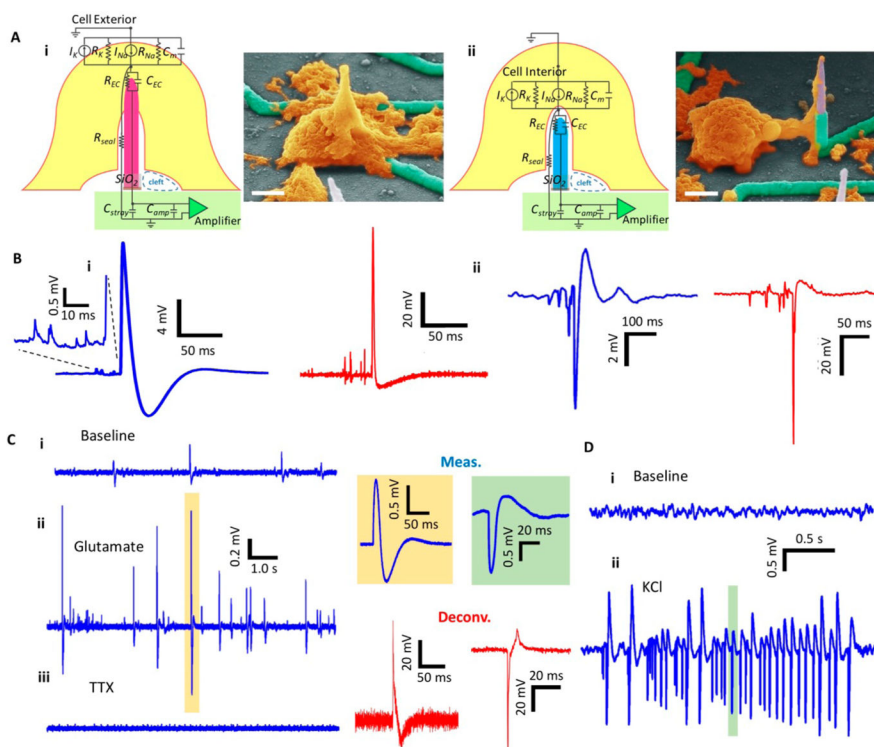 A
i
Cell Exterior
I_K R_K I_Na R_Na C_m
R_EC C_EC
R_seal
SiO_2 cleft
C_stray C_amp
Amplifier
ii
Cell Interior
I_K R_K I_Na R_Na C_m
R_EC C_EC
R_seal
SiO_2 cleft
C_stray C_amp
Amplifier
B
i
0.5 mV
10 ms
4 mV
50 ms
20 mV
50 ms
ii
100 ms
2 mV
50 ms
20 mV
C
i
Baseline
ii
Glutamate
0.2 mV
1.0 s
iii
TTX
Meas.
0.5 mV
50 ms
20 ms
0.5 mV
Deconv.
20 mV
50 ms
20 ms
20 mV
D
i
Baseline
0.5 s
0.5 mV
ii
KCl